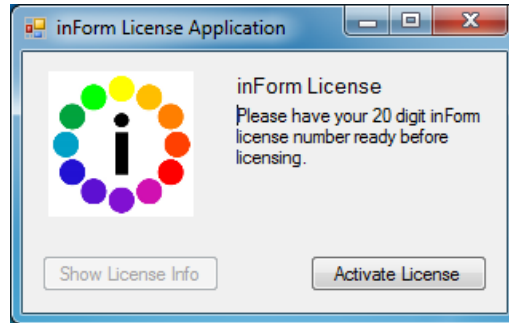 inForm License Application
inForm License
Please have your 20 digit inForm
license number ready before
licensing.
Show License Info
Activate License